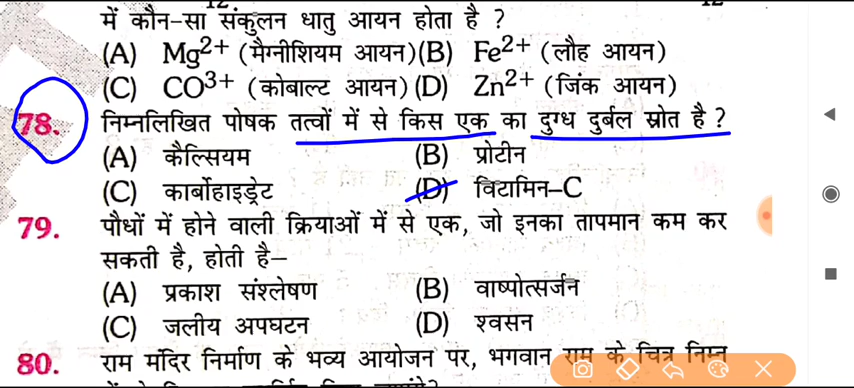 में कौन-सा संकुलन धातु आयन होता है ?
(A) Mg2+ (मैग्नीशियम आयन) (B) Fe2+ (लौह आयन)
(C) CO3+ (कोबाल्ट आयन) (D) Zn2+ (जिंक आयन)
78. निम्नलिखित पोषक तत्वों में से किस एक का दुग्ध दुर्बल स्रोत है ?
(A) कैल्सियम (B) प्रोटीन
(C) कार्बोहाइड्रेट (D) विटामिन-C
79. पौधों में होने वाली क्रियाओं में से एक, जो इनका तापमान कम कर
सकती है, होती है–
(A) प्रकाश संश्लेषण (B) वाष्पोत्सर्जन
(C) जलीय अपघटन (D) श्वसन
80. राम मंदिर निर्माण के भव्य आयोजन पर, भगवान राम के चित्र निम्न